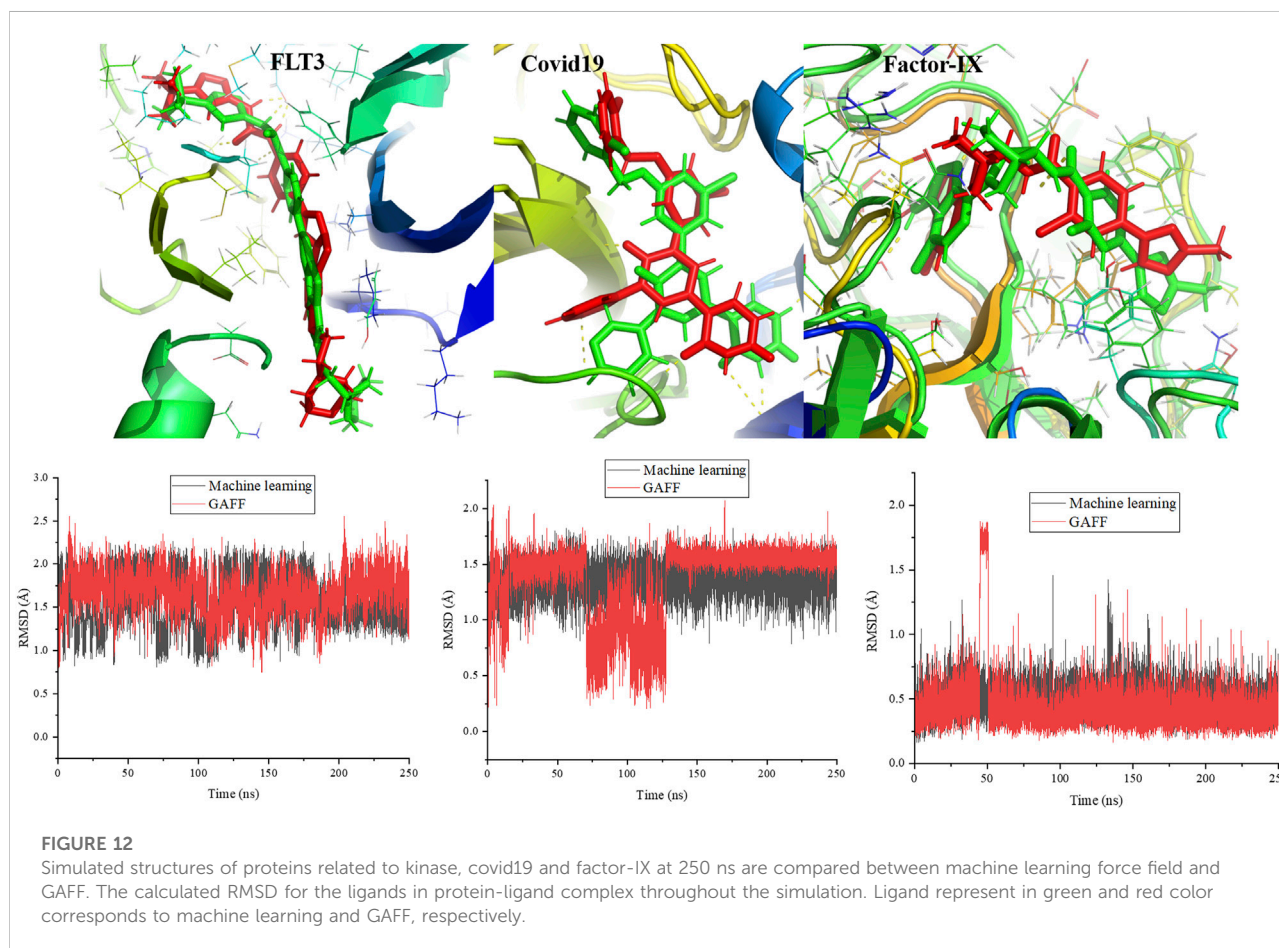 FLT3
Covid19
Factor-IX
Machine learning
GAFF
3.0
2.5
2.0
1.5
1.0
0.5
0.0
RMSD (Å)
0 50 100 150 200 250
Time (ns)
Machine learning
GAFF
2.0
1.5
1.0
0.5
0.0
RMSD (Å)
0 50 100 150 200 250
Time (ns)
Machine learning
GAFF
2.0
1.5
1.0
0.5
0.0
RMSD (Å)
0 50 100 150 200 250
Time (ns)
FIGURE 12
Simulated structures of proteins related to kinase, covid19 and factor-IX at 250 ns are compared between machine learning force field and
GAFF. The calculated RMSD for the ligands in protein-ligand complex throughout the simulation. Ligand represent in green and red color
corresponds to machine learning and GAFF, respectively.